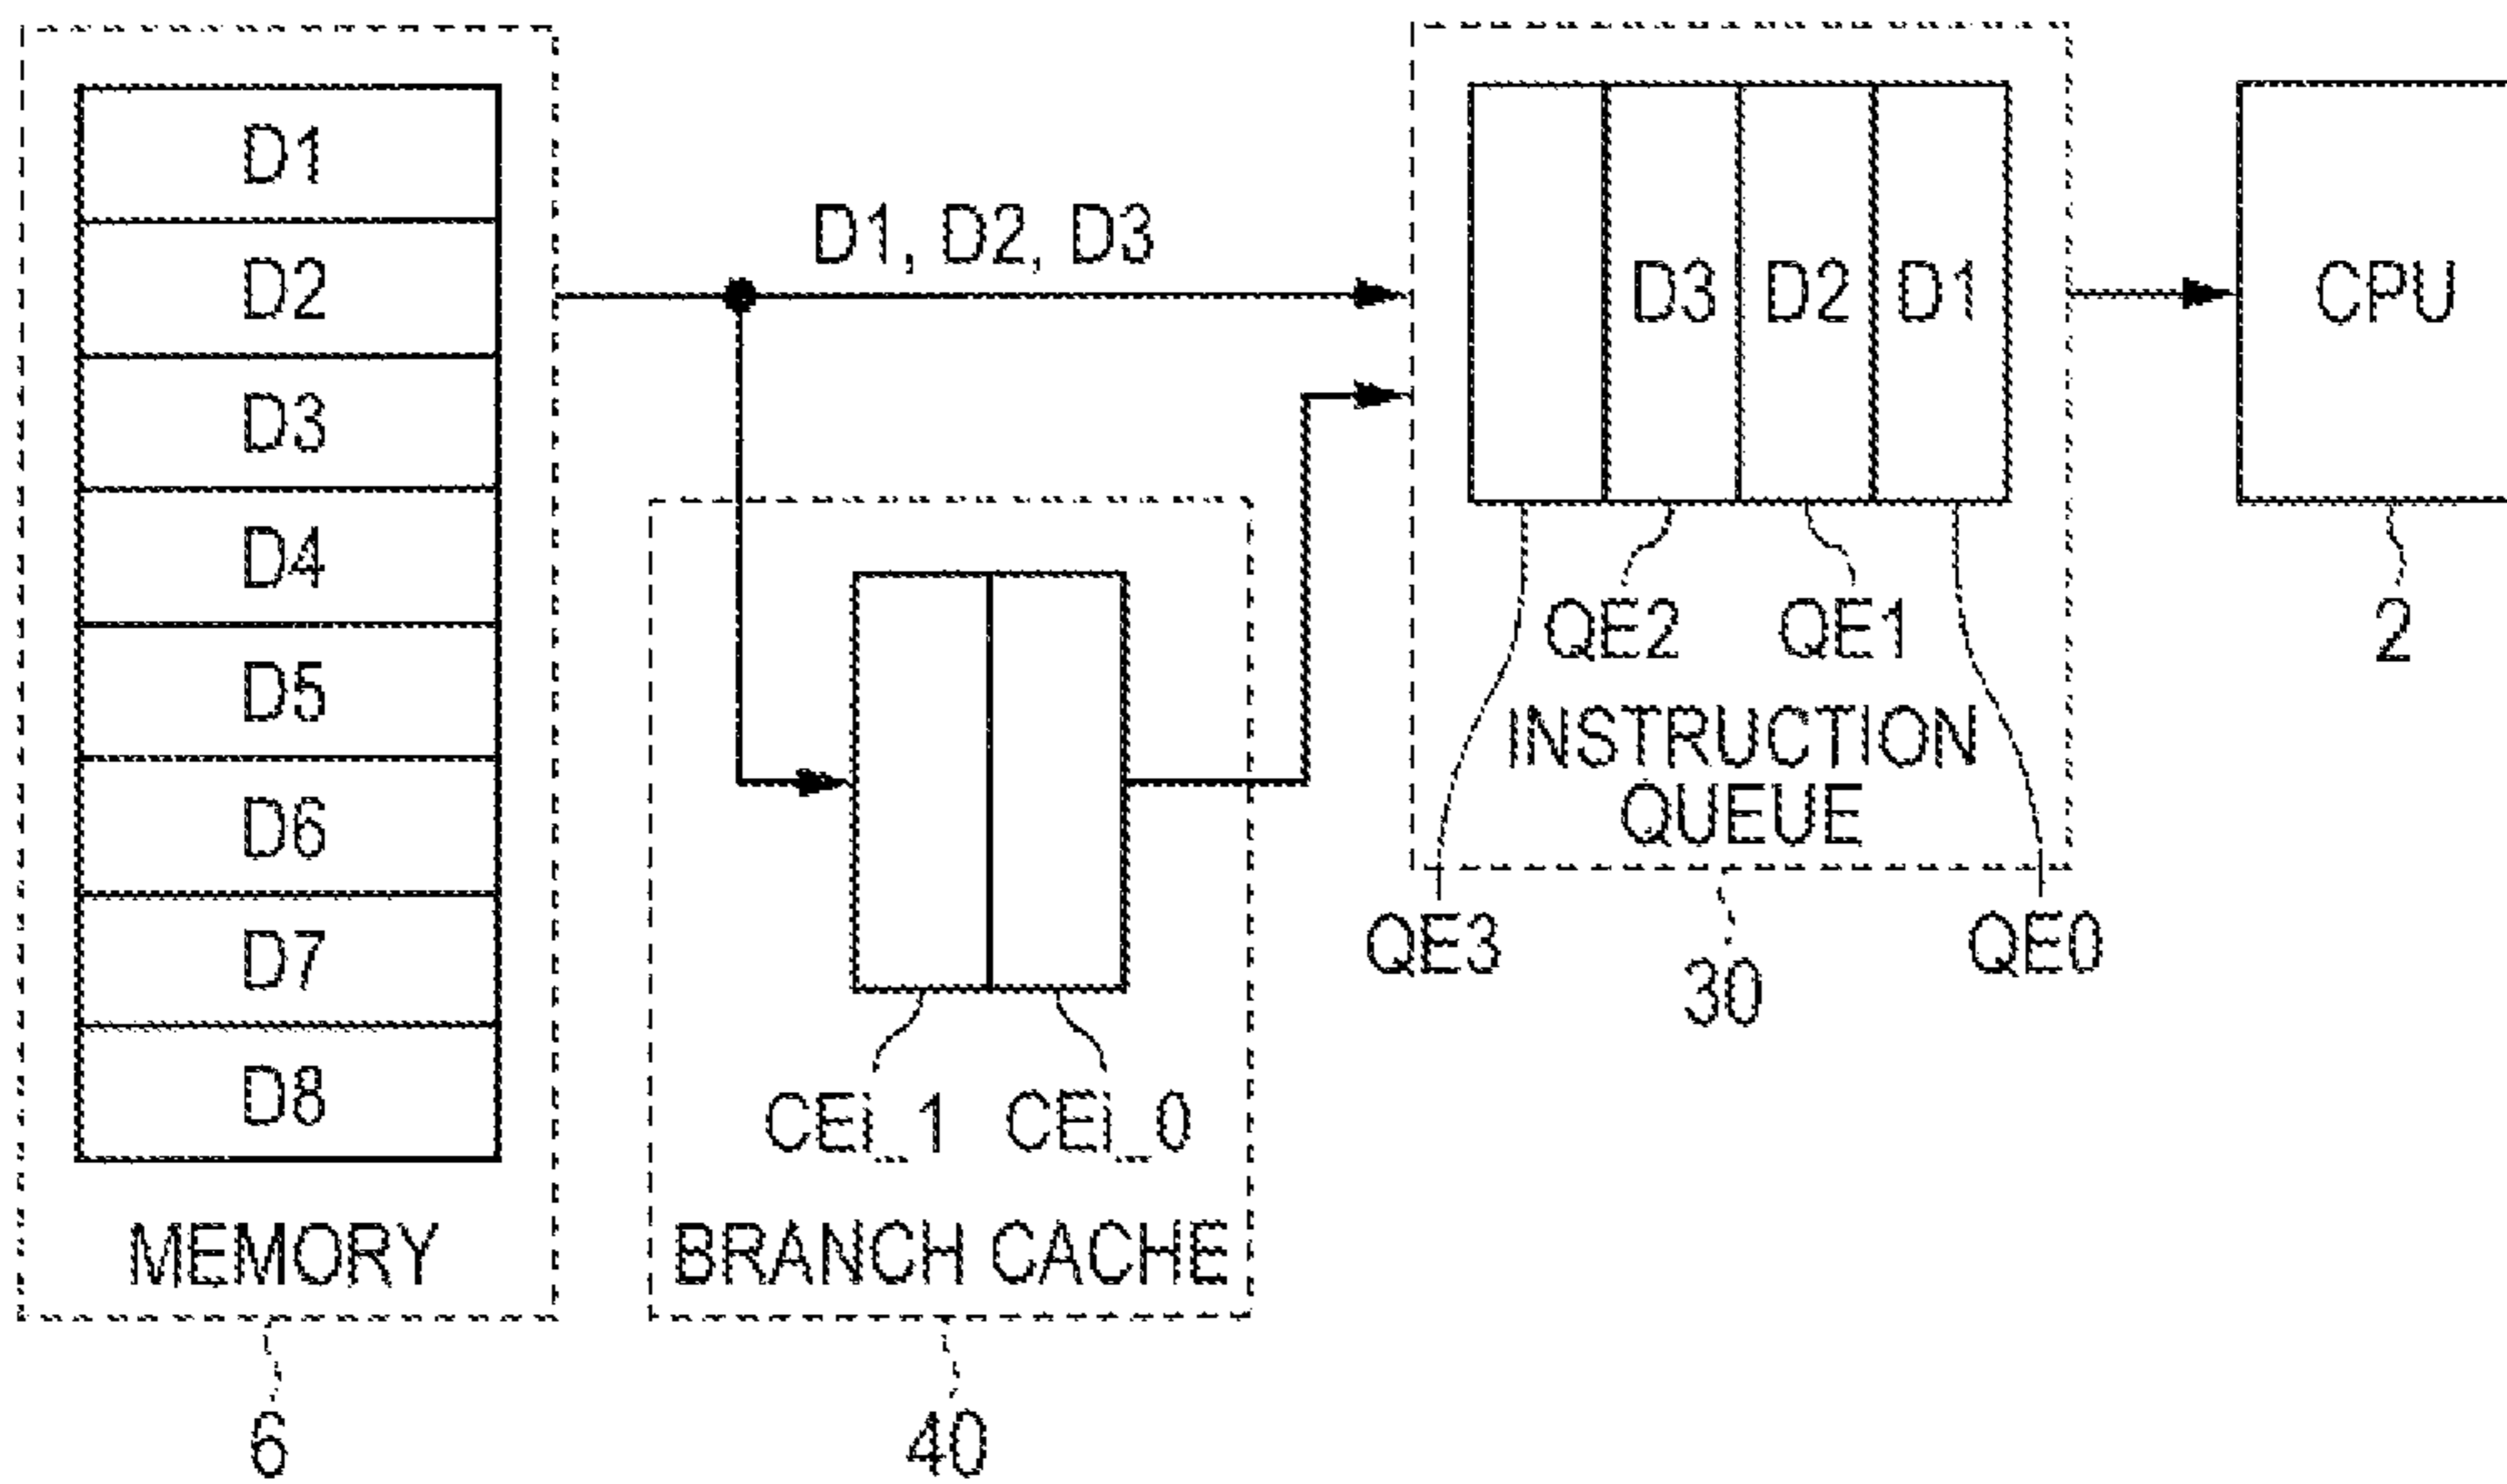 D1
D2
D3
D4
D5
D6
D7
D8
MEMORY
6
D1, D2, D3
CEi_1 CEi_0
BRANCH CACHE
40
D3 D2 D1
QE2 QE1
INSTRUCTION
QUEUE
QE3 QE0
30
CPU
2